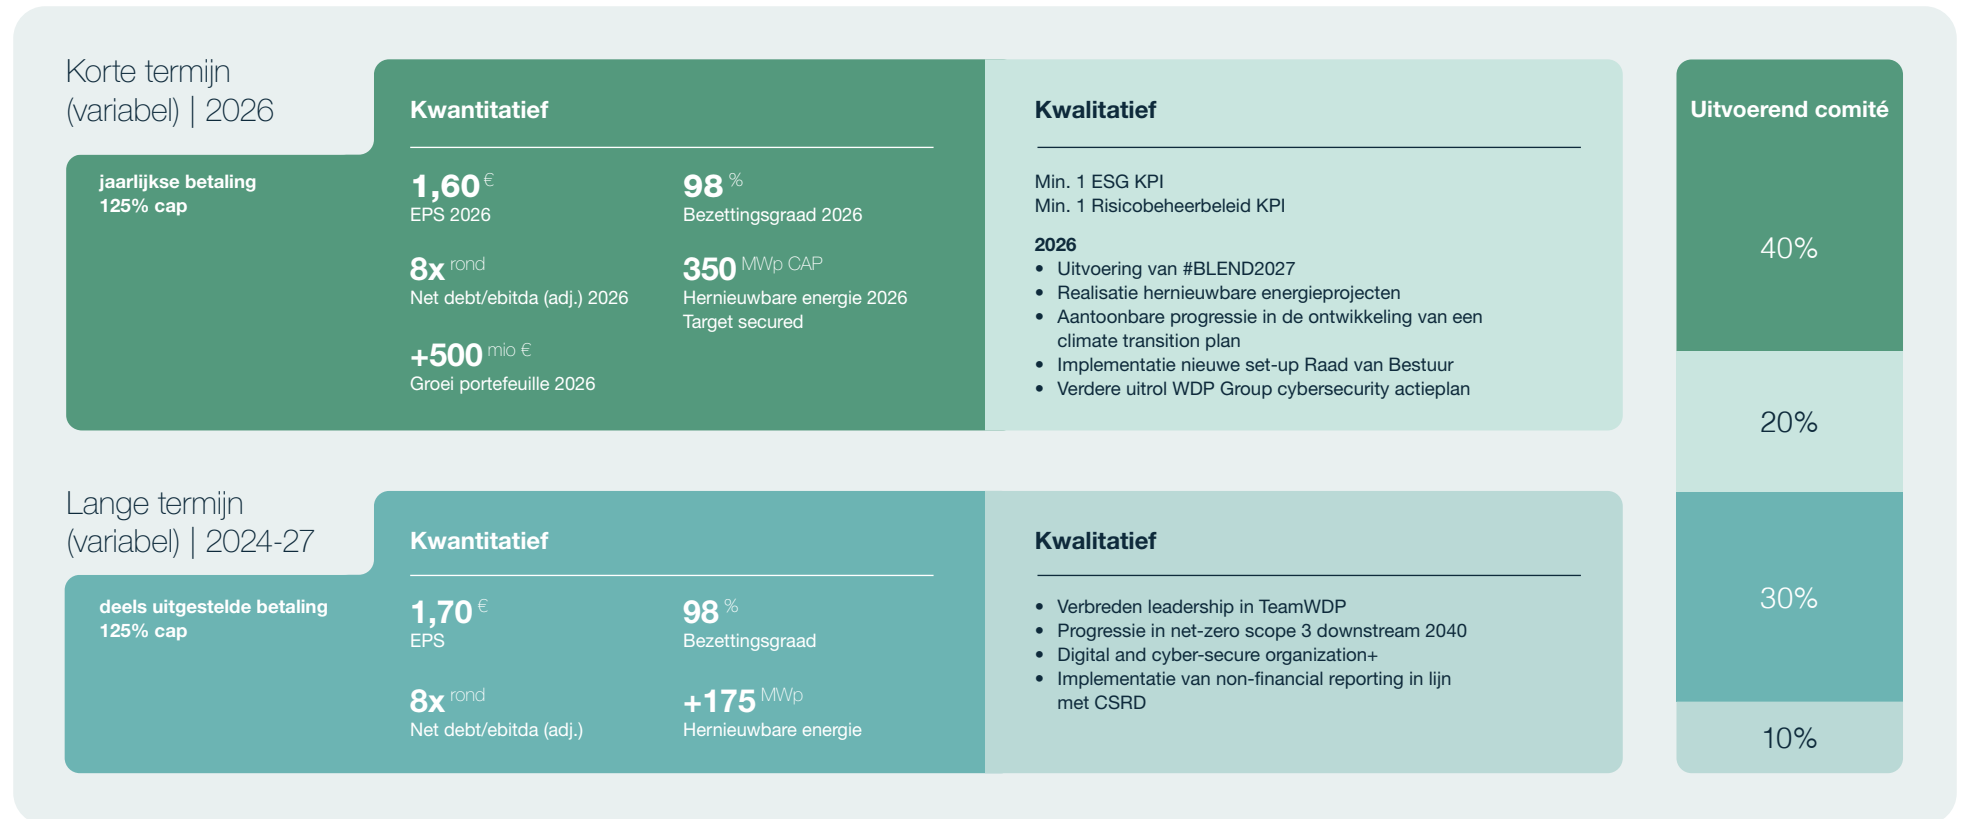 Korte termijn
(variabel) | 2026
jaarlijkse betaling
125% cap
Kwantitatief
1,60 €
EPS 2026
98 %
Bezettingsgraad 2026
8x rond
Net debt/ebitda (adj.) 2026
350 MWp CAP
Hernieuwbare energie 2026
Target secured
+500 mio €
Groei portefeuille 2026
Kwalitatief
Min. 1 ESG KPI
Min. 1 Risicobeheerbeleid KPI
2026
• Uitvoering van #BLEND2027
• Realisatie hernieuwbare energieprojecten
• Aantoonbare progressie in de ontwikkeling van een
climate transition plan
• Implementatie nieuwe set-up Raad van Bestuur
• Verdere uitrol WDP Group cybersecurity actieplan
Lange termijn
(variabel) | 2024-27
deels uitgestelde betaling
125% cap
Kwantitatief
1,70 €
EPS
98 %
Bezettingsgraad
8x rond
Net debt/ebitda (adj.)
+175 MWp
Hernieuwbare energie
Kwalitatief
• Verbreden leadership in TeamWDP
• Progressie in net-zero scope 3 downstream 2040
• Digital and cyber-secure organization+
• Implementatie van non-financial reporting in lijn
met CSRD
Uitvoerend comité
40%
20%
30%
10%